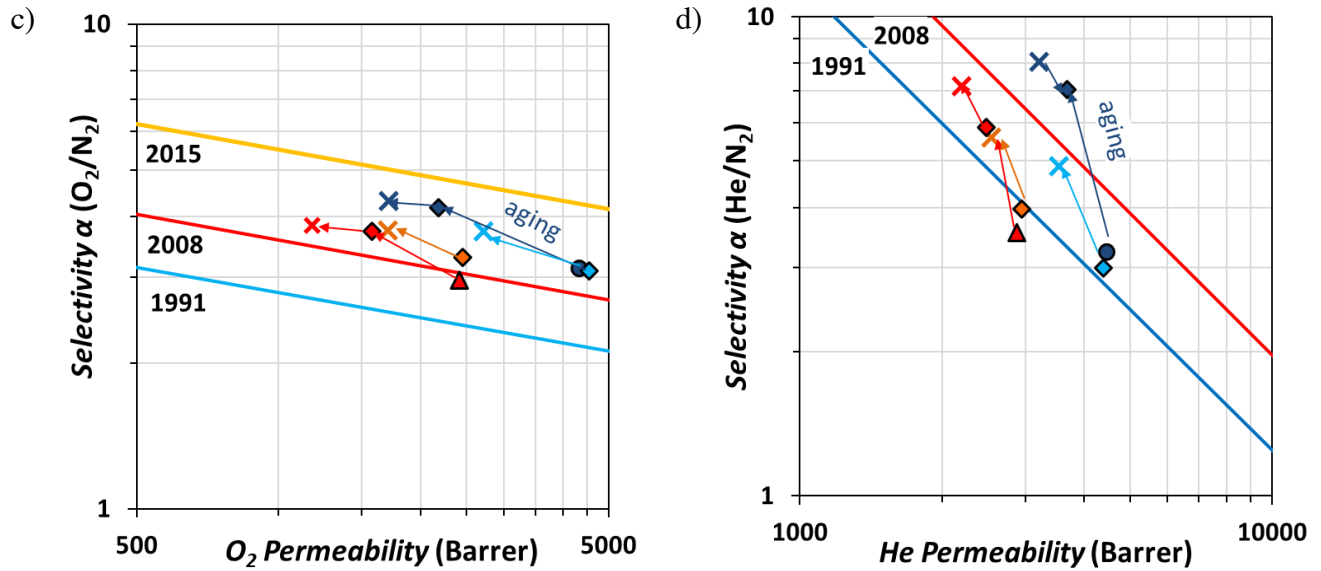 c)
10
2015
2008
1991
aging
Selectivity α (O₂/N₂)
1
500
5000
O₂ Permeability (Barrer)
d)
10
2008
1991
aging
Selectivity α (He/N₂)
1
1000
10000
He Permeability (Barrer)